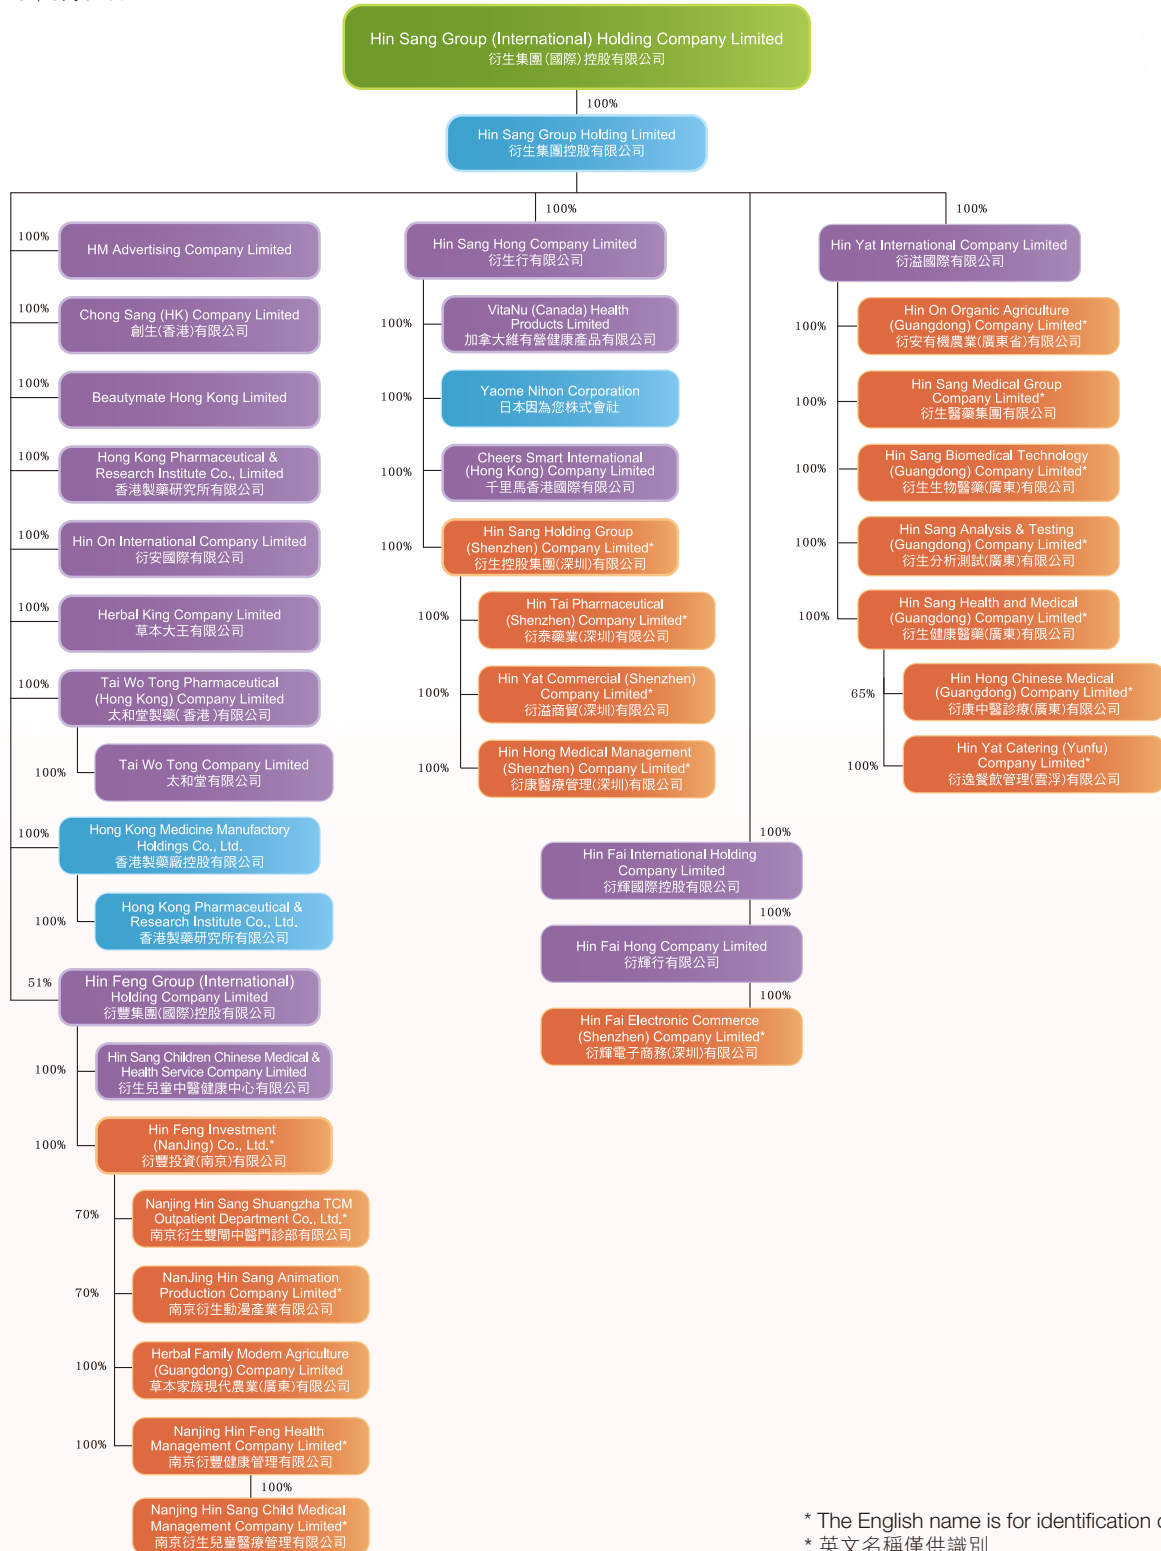 Hin Sang Group (International) Holding Company Limited
衍生集團(國際)控股有限公司
100%
Hin Sang Group Holding Limited
衍生集團控股有限公司
100%
HM Advertising Company Limited
100%
Chong Sang (HK) Company Limited
創生(香港)有限公司
100%
Beautymate Hong Kong Limited
100%
Hong Kong Pharmaceutical &
Research Institute Co., Limited
香港製藥研究所有限公司
100%
Hin On International Company Limited
衍安國際有限公司
100%
Herbal King Company Limited
草本大王有限公司
100%
Tai Wo Tong Pharmaceutical
(Hong Kong) Company Limited
太和堂製藥(香港)有限公司
100%
Tai Wo Tong Company Limited
太和堂有限公司
100%
Hong Kong Medicine Manufactory
Holdings Co., Ltd.
香港製藥廠控股有限公司
100%
Hong Kong Pharmaceutical &
Research Institute Co., Ltd.
香港製藥研究所有限公司
51%
Hin Feng Group (International)
Holding Company Limited
衍豐集團(國際)控股有限公司
100%
Hin Sang Children Chinese Medical &
Health Service Company Limited
衍生兒童中醫健康中心有限公司
100%
Hin Feng Investment
(NanJing) Co., Ltd.*
衍豐投資(南京)有限公司
70%
Nanjing Hin Sang Shuangzha TCM
Outpatient Department Co., Ltd.*
南京衍生雙閘中醫門診部有限公司
70%
NanJing Hin Sang Animation
Production Company Limited*
南京衍生動漫產業有限公司
100%
Herbal Family Modern Agriculture
(Guangdong) Company Limited
草本家族現代農業(廣東)有限公司
100%
Nanjing Hin Feng Health
Management Company Limited*
南京衍豐健康管理有限公司
100%
Nanjing Hin Sang Child Medical
Management Company Limited*
南京衍生兒童醫療管理有限公司
100%
Hin Sang Hong Company Limited
衍生行有限公司
100%
VitaNu (Canada) Health
Products Limited
加拿大維有營健康產品有限公司
100%
Yaome Nihon Corporation
日本因為您株式會社
100%
Cheers Smart International
(Hong Kong) Company Limited
千里馬香港國際有限公司
100%
Hin Sang Holding Group
(Shenzhen) Company Limited*
衍生控股集團(深圳)有限公司
100%
Hin Tai Pharmaceutical
(Shenzhen) Company Limited*
衍泰藥業(深圳)有限公司
100%
Hin Yat Commercial (Shenzhen)
Company Limited*
衍溢商貿(深圳)有限公司
100%
Hin Hong Medical Management
(Shenzhen) Company Limited*
衍康醫療管理(深圳)有限公司
100%
Hin Fai International Holding
Company Limited
衍輝國際控股有限公司
100%
Hin Fai Hong Company Limited
衍輝行有限公司
100%
Hin Fai Electronic Commerce
(Shenzhen) Company Limited*
衍輝電子商務(深圳)有限公司
100%
Hin Yat International Company Limited
衍溢國際有限公司
100%
Hin On Organic Agriculture
(Guangdong) Company Limited*
衍安有機農業(廣東省)有限公司
100%
Hin Sang Medical Group
Company Limited*
衍生醫藥集團有限公司
100%
Hin Sang Biomedical Technology
(Guangdong) Company Limited*
衍生生物醫藥(廣東)有限公司
100%
Hin Sang Analysis & Testing
(Guangdong) Company Limited*
衍生分析測試(廣東)有限公司
100%
Hin Sang Health and Medical
(Guangdong) Company Limited*
衍生健康醫藥(廣東)有限公司
65%
Hin Hong Chinese Medical
(Guangdong) Company Limited*
衍康中醫診療(廣東)有限公司
100%
Hin Yat Catering (Yunfu)
Company Limited*
衍逸餐飲管理(雲浮)有限公司
* The English name is for identification
* 英文名稱僅供識別